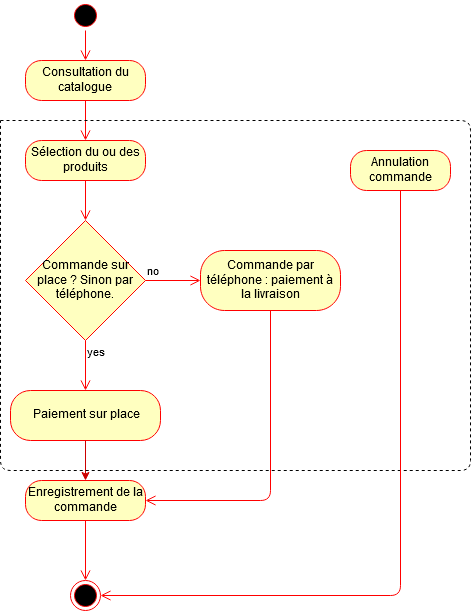 Consultation du
catalogue
Sélection du ou des
produits
Annulation
commande
Commande sur
place ? Sinon par
téléphone.
no
Commande par
téléphone : paiement à
la livraison
yes
Paiement sur place
Enregistrement de la
commande